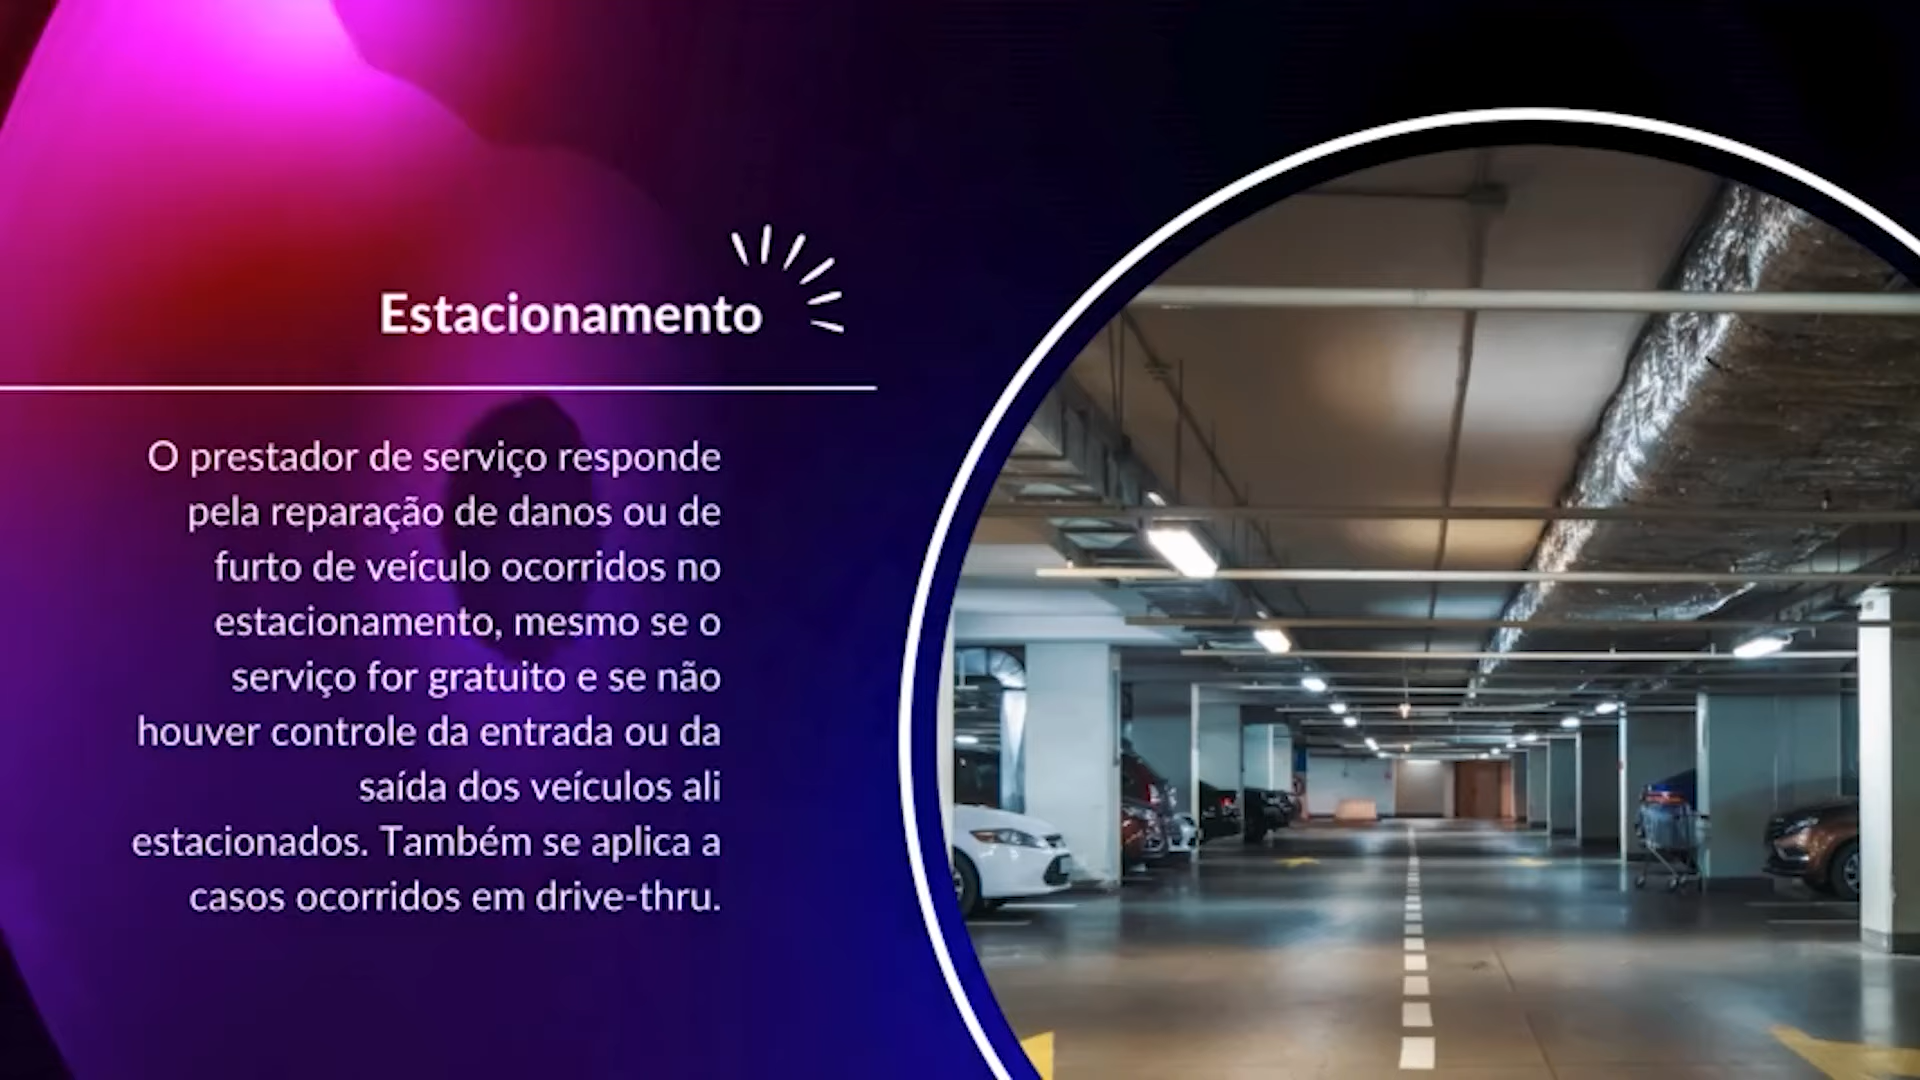 Estacionamento
O prestador de serviço responde
pela reparação de danos ou de
furto de veículo ocorridos no
estacionamento, mesmo se o
serviço for gratuito e se não
houver controle da entrada ou da
saída dos veículos ali
estacionados. Também se aplica a
casos ocorridos em drive-thru.